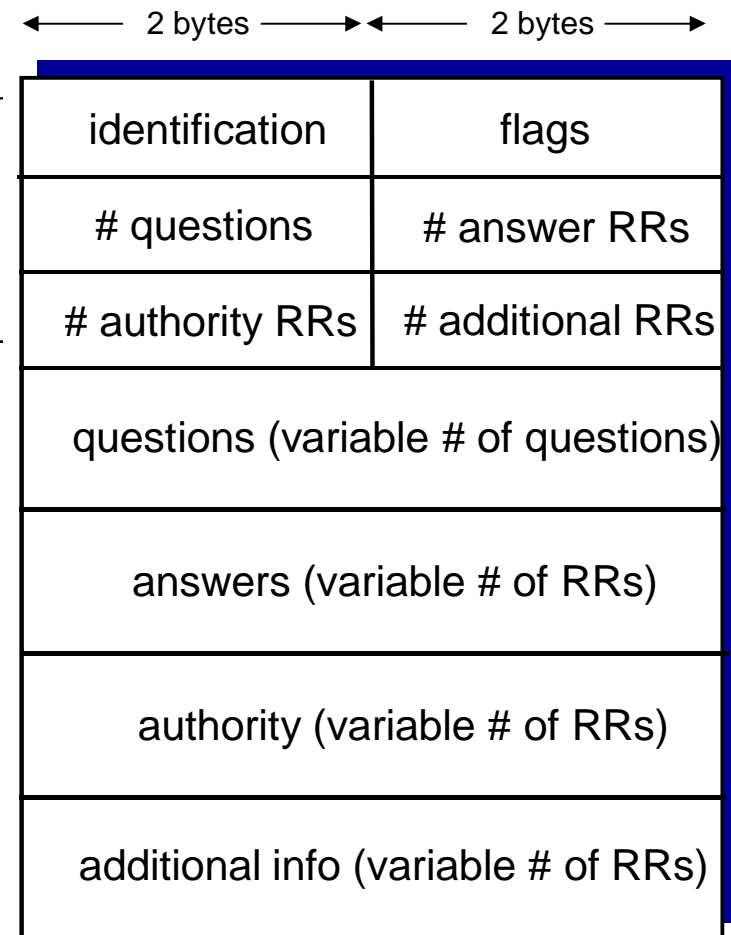 2 bytes 2 bytes
identification flags
# questions # answer RRs
# authority RRs # additional RRs
questions (variable # of questions)
answers (variable # of RRs)
authority (variable # of RRs)
additional info (variable # of RRs)